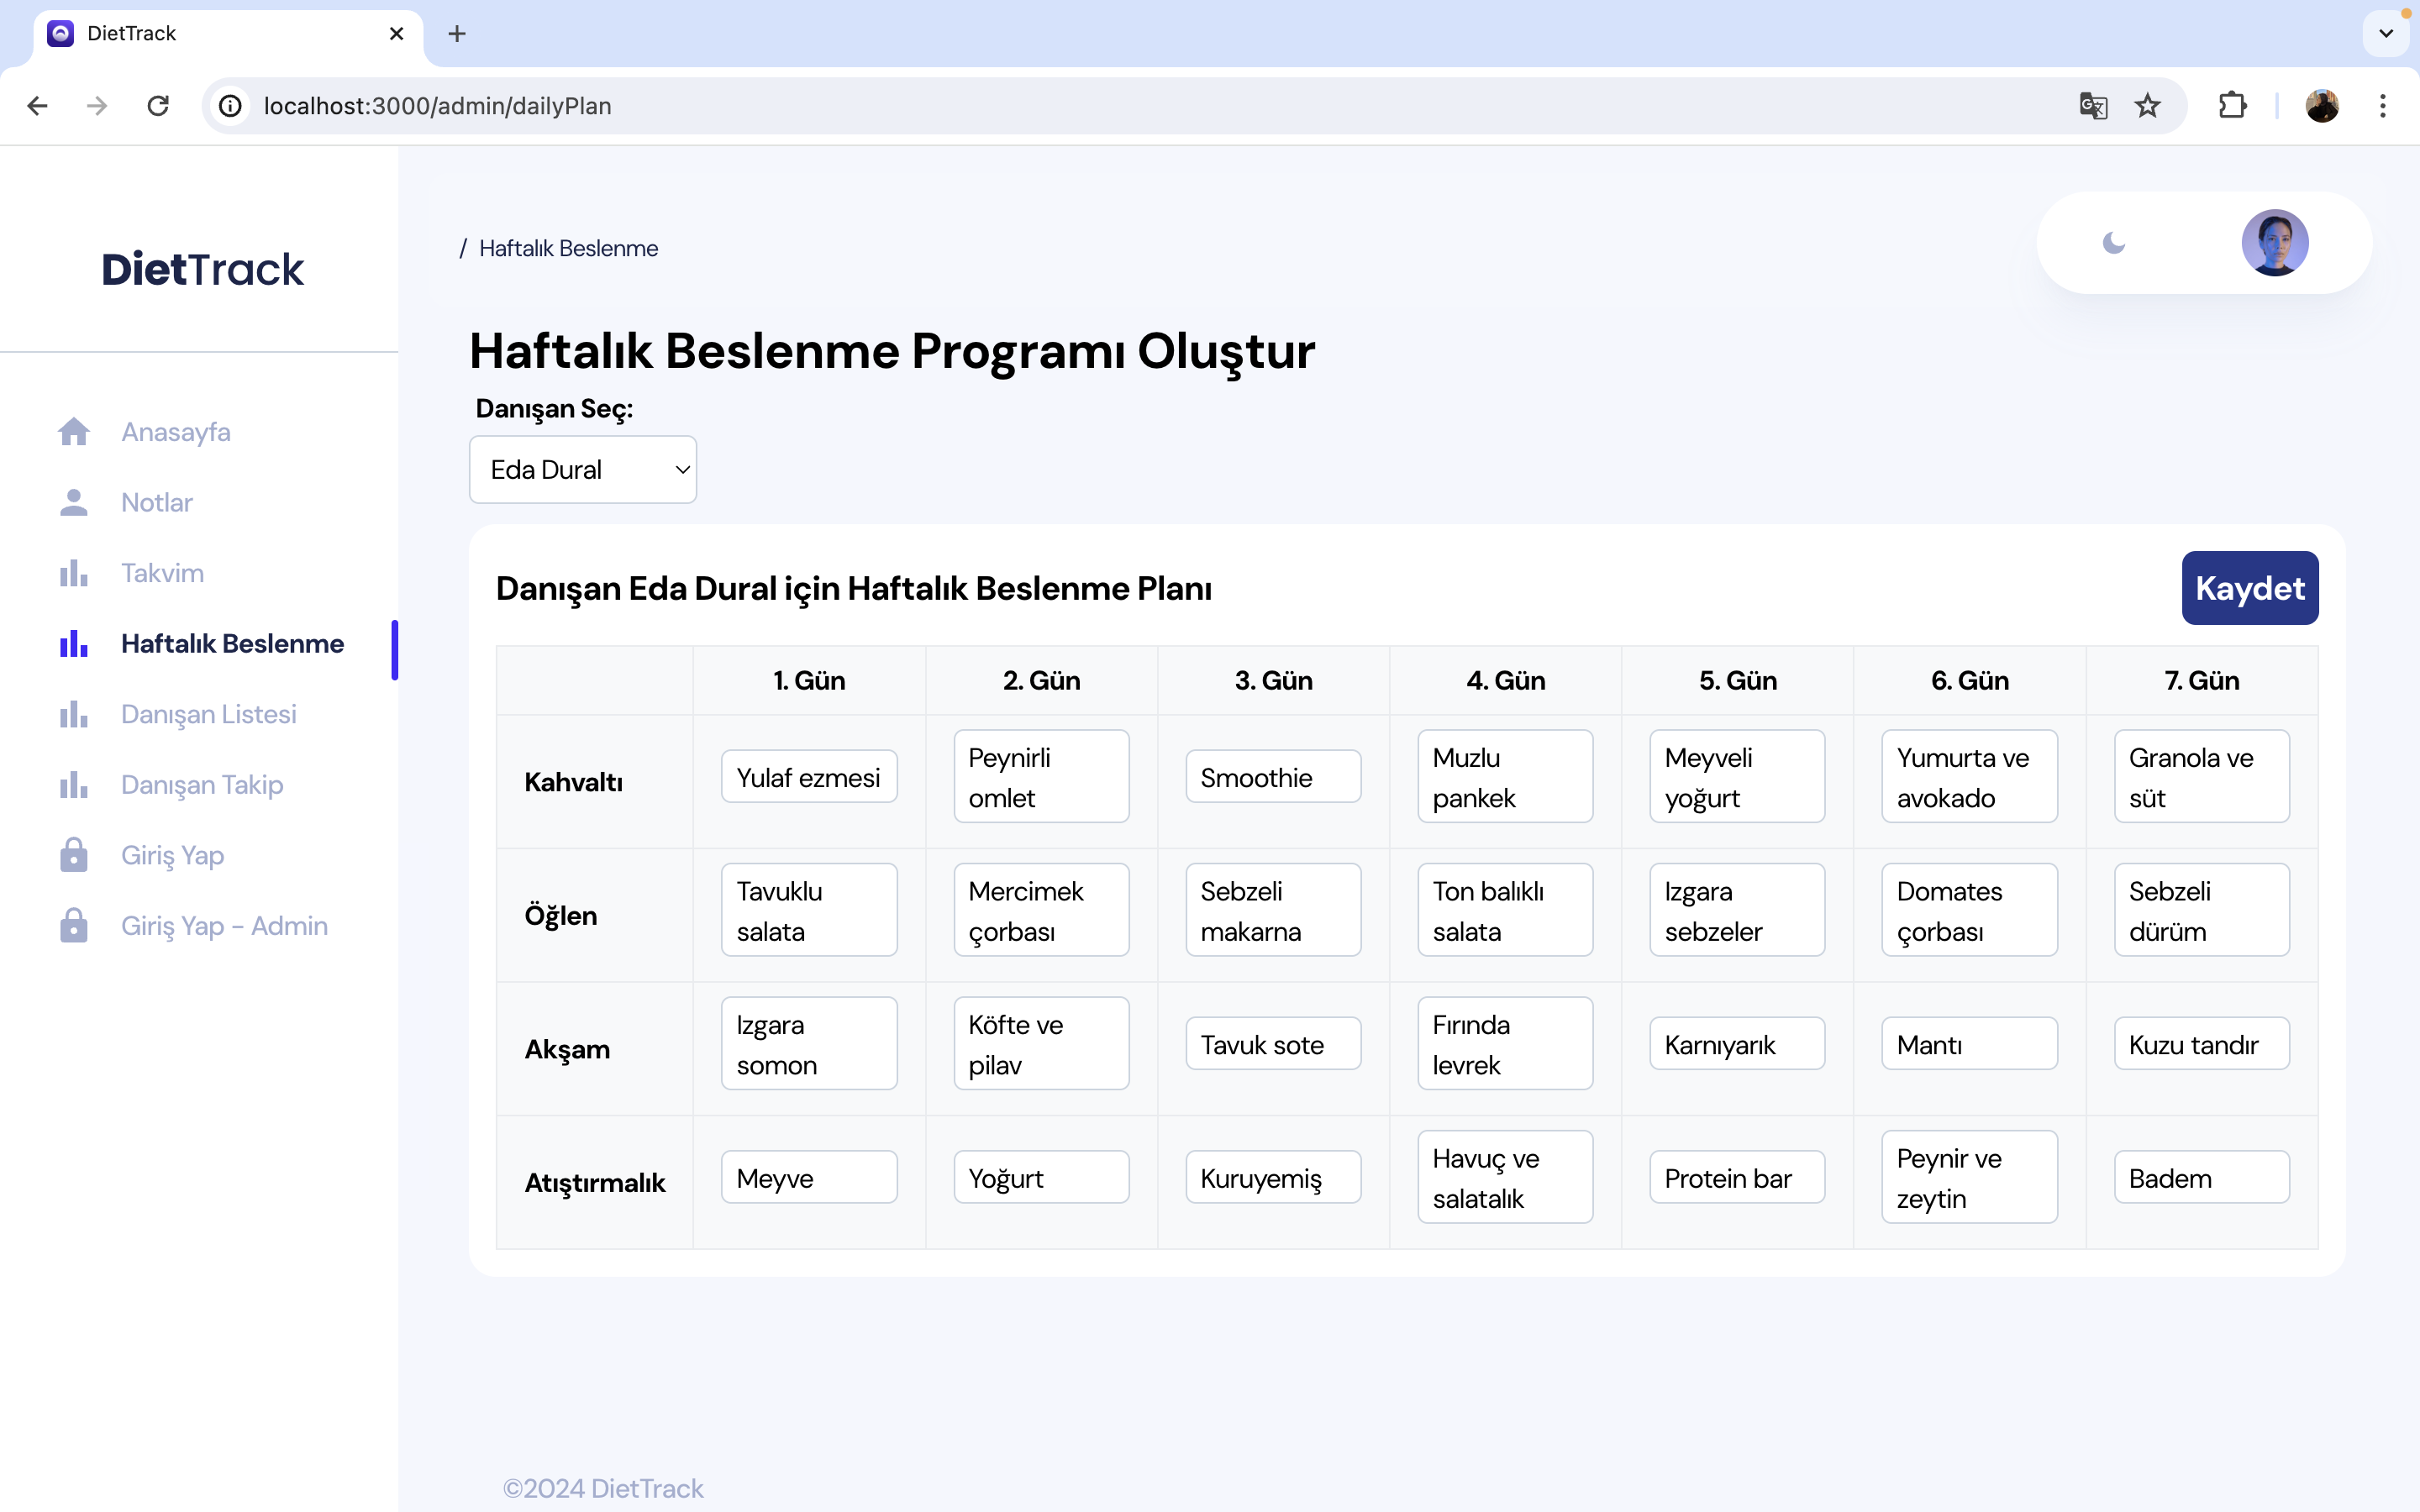 DietTrack
localhost:3000/admin/dailyPlan
DietTrack
Anasayfa
Notlar
Takvim
Haftalık Beslenme
Danışan Listesi
Danışan Takip
Giriş Yap
Giriş Yap - Admin
/ Haftalık Beslenme
Haftalık Beslenme Programı Oluştur
Danışan Seç:
Eda Dural
Danışan Eda Dural için Haftalık Beslenme Planı
Kaydet
1. Gün 2. Gün 3. Gün 4. Gün 5. Gün 6. Gün 7. Gün
Kahvaltı
Yulaf ezmesi
Peynirli
omlet
Smoothie
Muzlu
pankek
Meyveli
yoğurt
Yumurta ve
avokado
Granola ve
süt
Öğlen
Tavuklu
salata
Mercimek
çorbası
Sebzeli
makarna
Ton balıklı
salata
Izgara
sebzeler
Domates
çorbası
Sebzeli
dürüm
Akşam
Izgara
somon
Köfte ve
pilav
Tavuk sote
Fırında
levrek
Karnıyarık
Mantı
Kuzu tandır
Atıştırmalık
Meyve
Yoğurt
Kuruyemiş
Havuç ve
salatalık
Protein bar
Peynir ve
zeytin
Badem
©2024 DietTrack